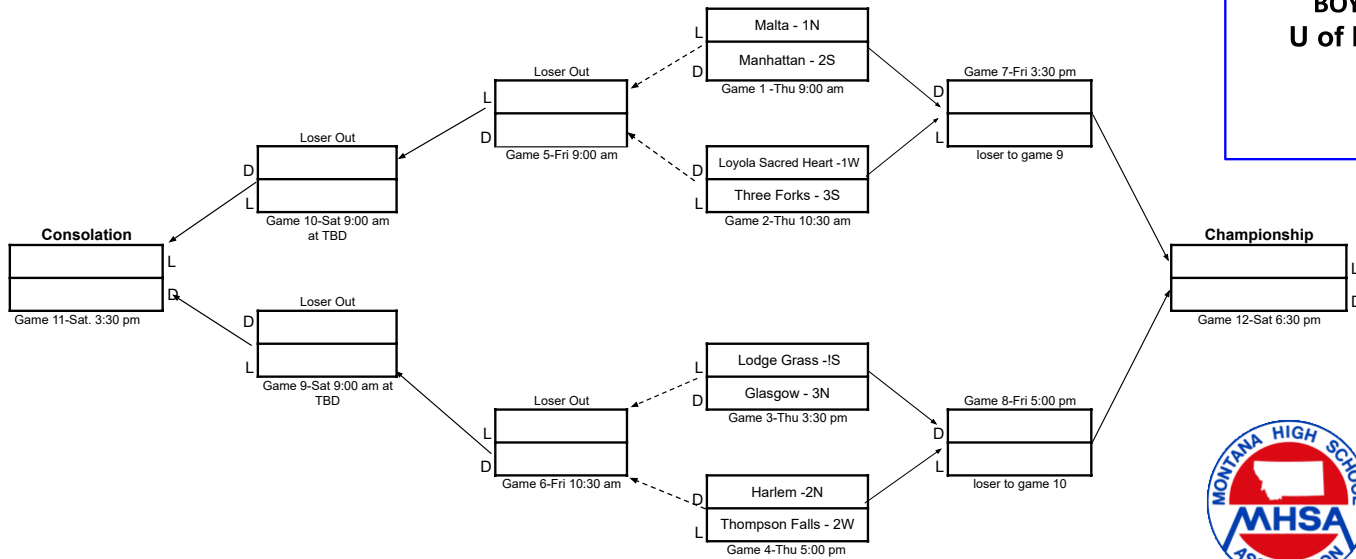 BOY
U of
L
Malta - 1N
D
Manhattan - 2S
Game 1 -Thu 9:00 am
Loser Out
L
D
Game 5-Fri 9:00 am
Game 7-Fri 3:30 pm
D
L
loser to game 9
Loser Out
D
L
Game 10-Sat 9:00 am
at TBD
D
Loyola Sacred Heart -1W
L
Three Forks - 3S
Game 2-Thu 10:30 am
Consolation
L
D
Game 11-Sat. 3:30 pm
Championship
L
D
Game 12-Sat 6:30 pm
Loser Out
D
L
Game 9-Sat 9:00 am at
TBD
L
Lodge Grass -!S
D
Glasgow - 3N
Game 3-Thu 3:30 pm
Loser Out
L
D
Game 6-Fri 10:30 am
Game 8-Fri 5:00 pm
D
L
loser to game 10
D
Harlem -2N
L
Thompson Falls - 2W
Game 4-Thu 5:00 pm
MONTANA HIGH SCHOOL
MHSA